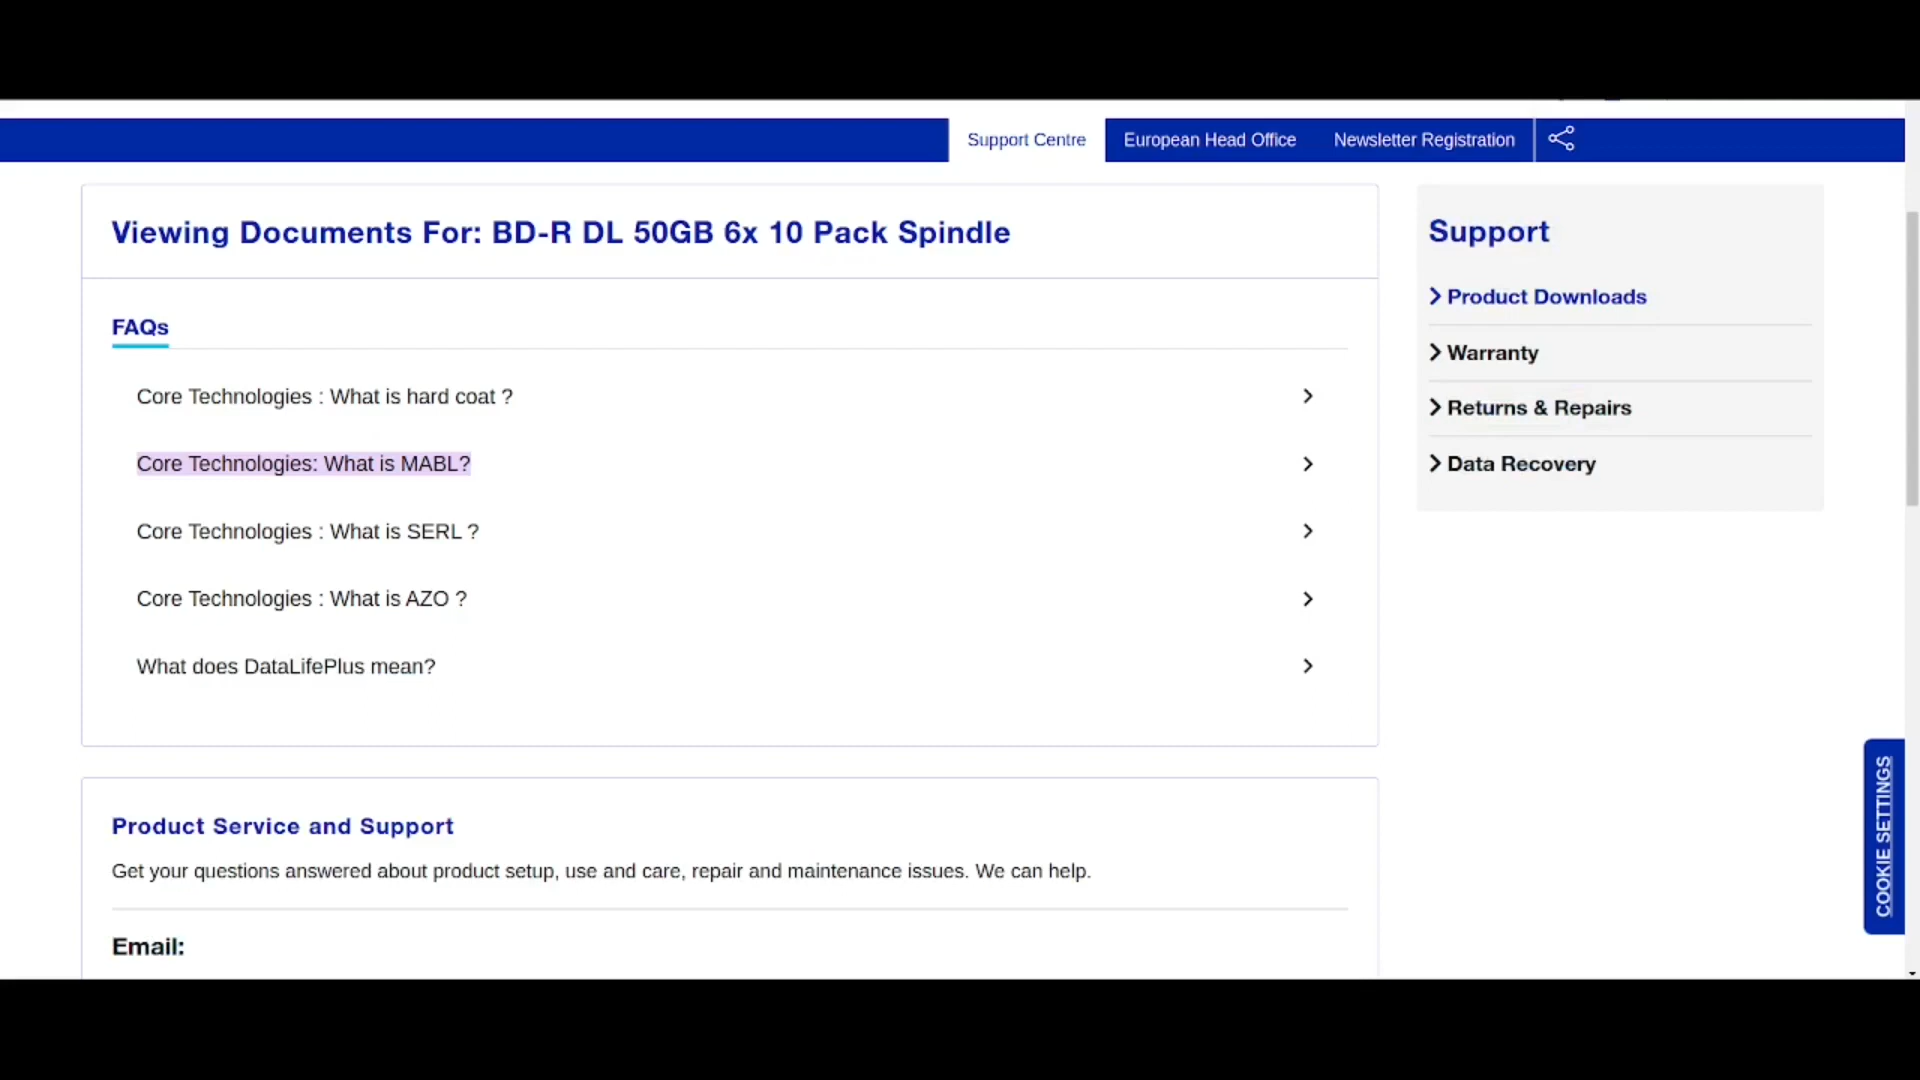 Support Centre
European Head Office
Newsletter Registration
Viewing Documents For: BD-R DL 50GB 6x 10 Pack Spindle
FAQs
Core Technologies : What is hard coat ?
Core Technologies: What is MABL?
Core Technologies : What is SERL ?
Core Technologies : What is AZO ?
What does DataLifePlus mean?
Support
Product Downloads
Warranty
Returns & Repairs
Data Recovery
Product Service and Support
Get your questions answered about product setup, use and care, repair and maintenance issues. We can help.
Email:
COOKIE SETTINGS